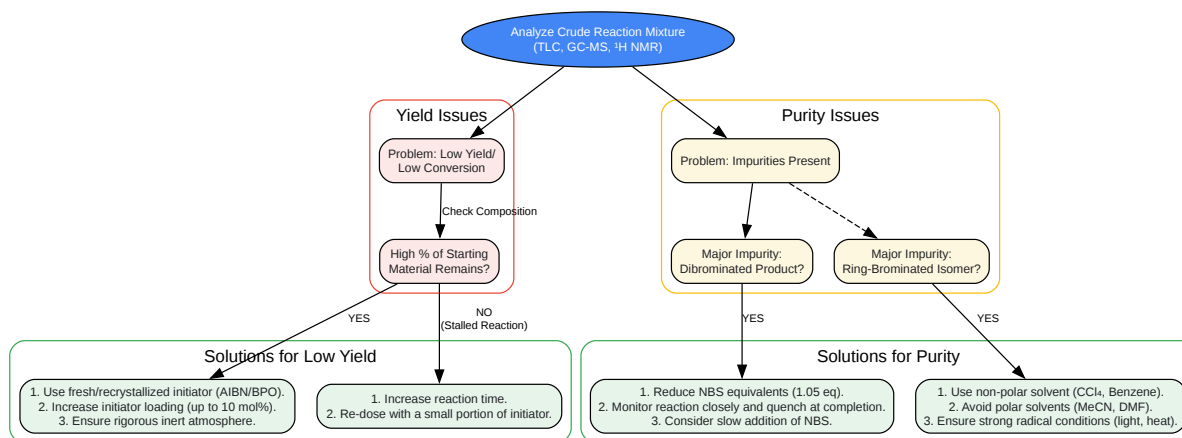 Analyze Crude Reaction Mixture
(TLC, GC-MS, ¹H NMR)
Yield Issues
Purity Issues
Problem: Low Yield/
Low Conversion
Problem: Impurities Present
Check Composition
High % of Starting
Material Remains?
Major Impurity:
Dibrominated Product?
Major Impurity:
Ring-Brominated Isomer?
YES
NO
(Stalled Reaction)
YES
YES
Solutions for Low Yield
Solutions for Purity
1. Use fresh/recrystallized initiator (AIBN/BPO).
2. Increase initiator loading (up to 10 mol%).
3. Ensure rigorous inert atmosphere.
1. Increase reaction time.
2. Re-dose with a small portion of initiator.
1. Reduce NBS equivalents (1.05 eq).
2. Monitor reaction closely and quench at completion.
3. Consider slow addition of NBS.
1. Use non-polar solvent (CCl₄, Benzene).
2. Avoid polar solvents (MeCN, DMF).
3. Ensure strong radical conditions (light, heat).